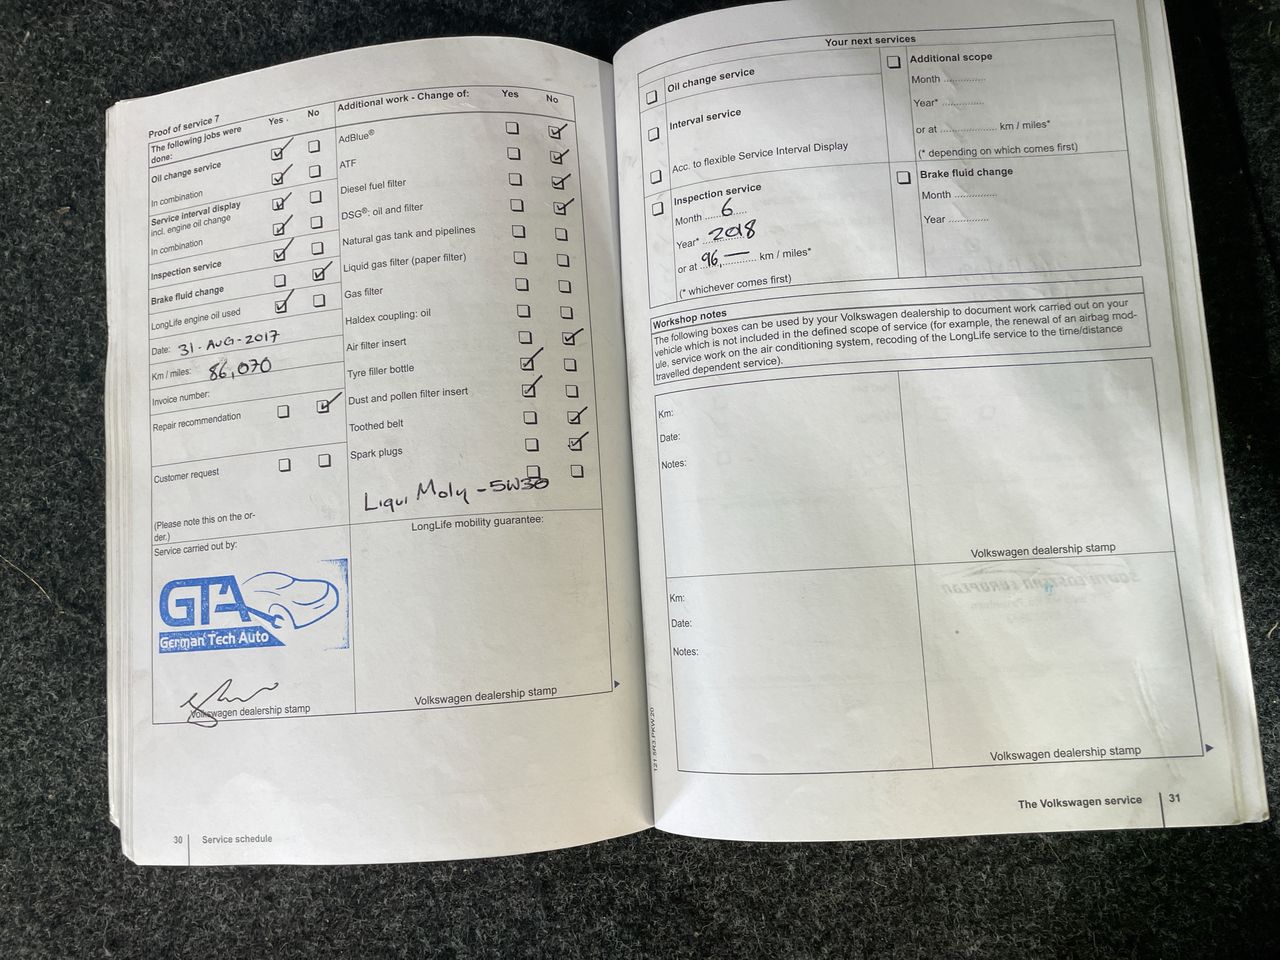 Proof of service 7
The following jobs were done: Yes No
Oil change service
In combination
Service interval display
incl. engine oil change
In combination
Inspection service
Brake fluid change
LongLife engine oil used
Date: 31-AUG-2017
Km / miles: 86,070
Invoice number:
Repair recommendation
Customer request
(Please note this on the or-
der.)
Service carried out by:
GTA
German Tech Auto
Volkswagen dealership stamp
Additional work - Change of: Yes No
AdBlue®
ATF
Diesel fuel filter
DSG®: oil and filter
Natural gas tank and pipelines
Liquid gas filter (paper filter)
Gas filter
Haldex coupling: oil
Air filter insert
Tyre filler bottle
Dust and pollen filter insert
Toothed belt
Spark plugs
Liqui Moly - 5W30
LongLife mobility guarantee:
Volkswagen dealership stamp
30 Service schedule
Your next services
Oil change service
Interval service
Acc. to flexible Service Interval Display
Inspection service
Month ......6.....
Year* ..2018
or at 96,— km / miles*
(* whichever comes first)
Additional scope
Month ..............
Year* ..............
or at .................... km / miles*
(* depending on which comes first)
Brake fluid change
Month .............
Year .............
Workshop notes
The following boxes can be used by your Volkswagen dealership to document work carried out on your
vehicle which is not included in the defined scope of service (for example, the renewal of an airbag mod-
ule, service work on the air conditioning system, recoding of the LongLife service to the time/distance
travelled dependent service).
Km:
Date:
Notes:
Volkswagen dealership stamp
Km:
Date:
Notes:
Volkswagen dealership stamp
The Volkswagen service 31